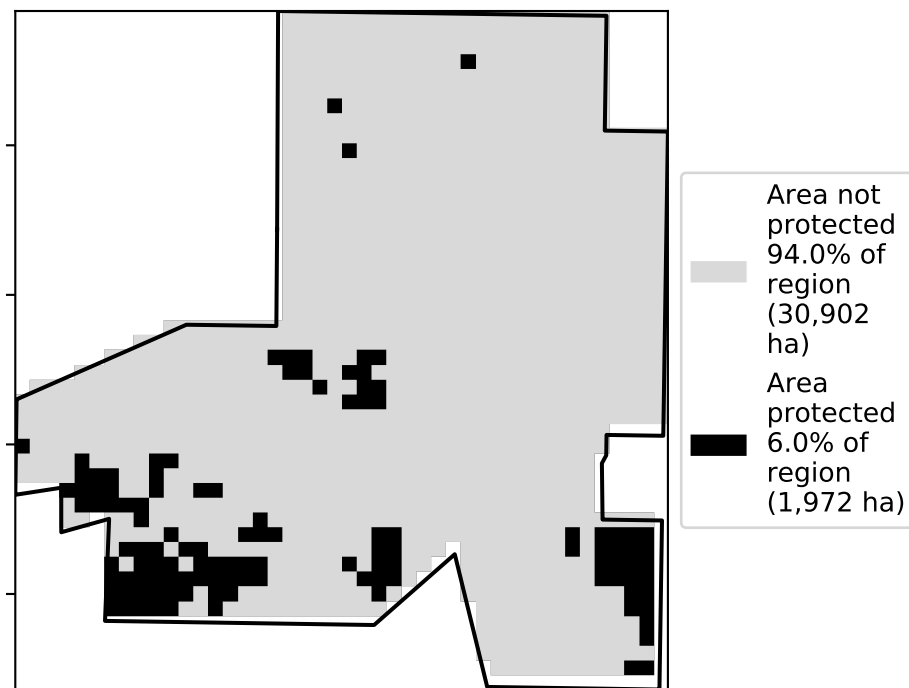 Area not
protected
94.0% of
region
(30,902
ha)
Area
protected
6.0% of
region
(1,972 ha)